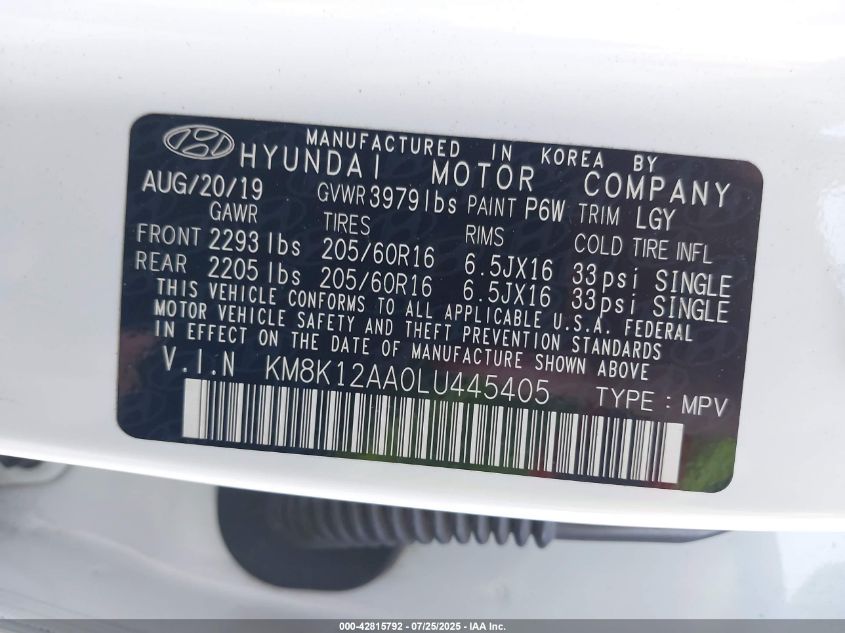 MANUFACTURED IN KOREA BY
HYUNDAI MOTOR COMPANY
AUG/20/19 GVWR 3979lbs PAINT P6W TRIM LGY
GAWR TIRES RIMS COLD TIRE INFL
FRONT 2293 lbs 205/60R16 6.5JX16 33psi SINGLE
REAR 2205 lbs 205/60R16 6.5JX16 33psi SINGLE
THIS VEHICLE CONFORMS TO ALL APPLICABLE U.S.A. FEDERAL
MOTOR VEHICLE SAFETY AND THEFT PREVENTION STANDARDS
IN EFFECT ON THE DATE OF MANUFACTURE SHOWN ABOVE
V.I.N KM8K12AA0LU445405 TYPE : MPV
000-42815792 - 07/25/2025 - IAA Inc.